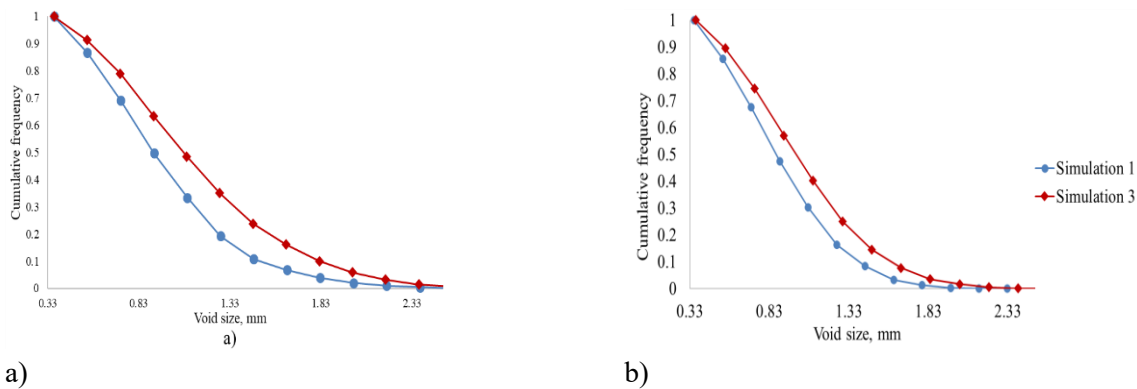 1
0.9
0.8
0.7
0.6
0.5
0.4
0.3
0.2
0.1
0
Cumulative frequency
0.33 0.83 1.33 1.83 2.33
Void size, mm
a)
a)
1
0.9
0.8
0.7
0.6
0.5
0.4
0.3
0.2
0.1
0
Cumulative frequency
0.33 0.83 1.33 1.83 2.33
Void size, mm
Simulation 1
Simulation 3
b)